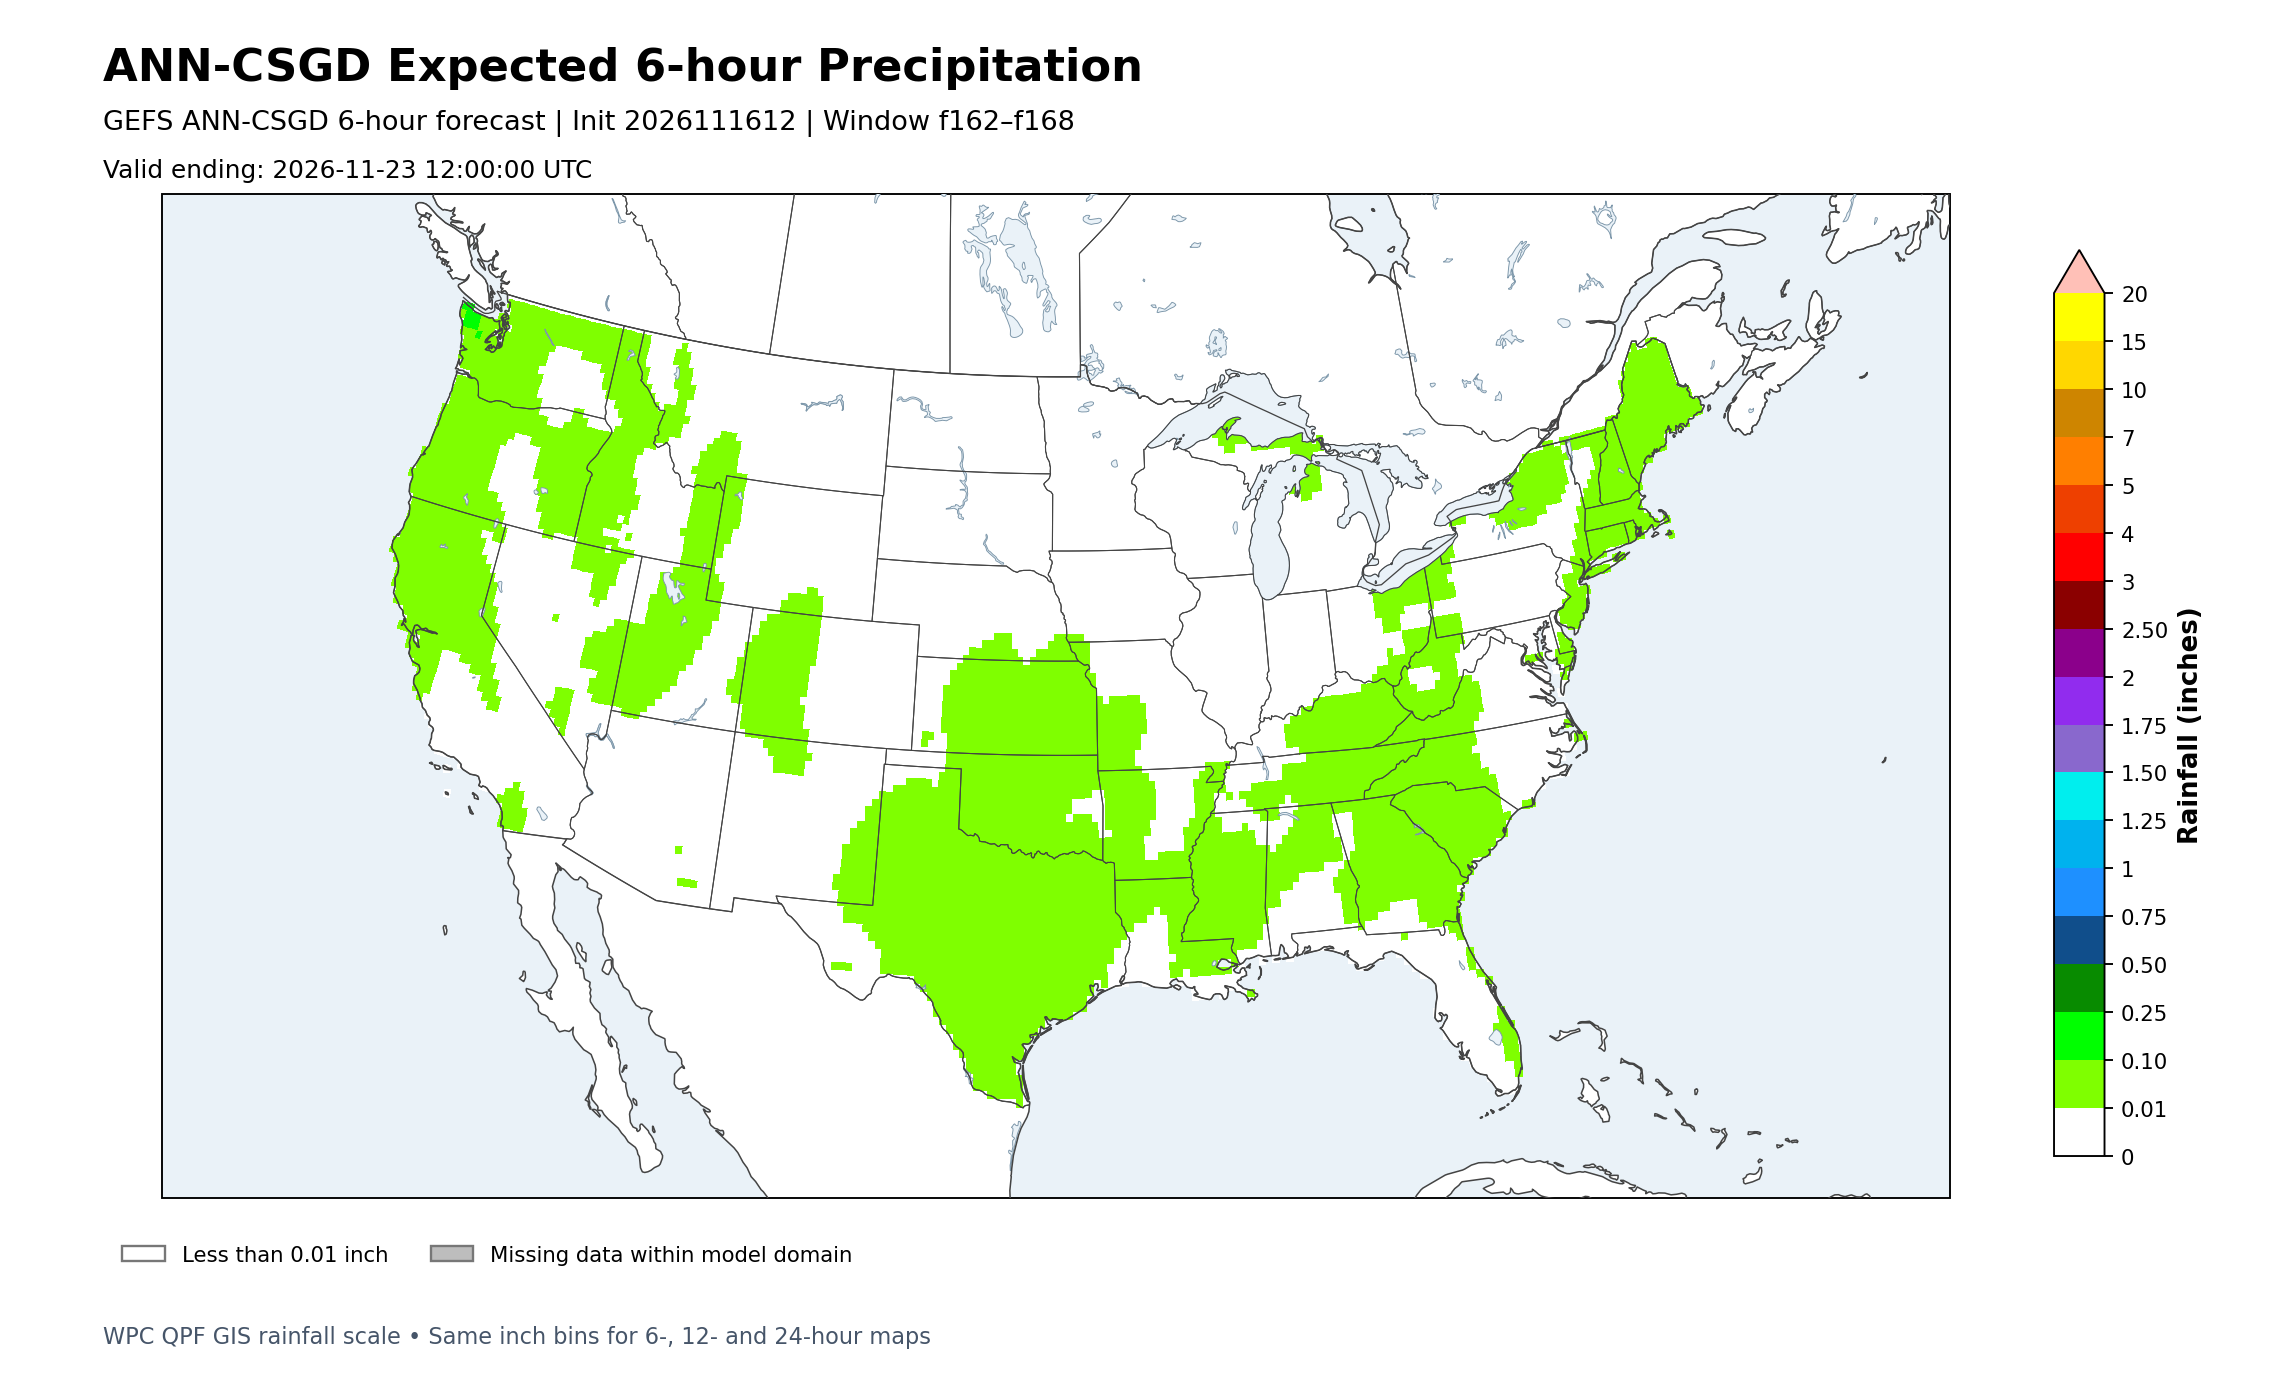 ANN-CSGD Expected 6-hour Precipitation
GEFS ANN-CSGD 6-hour forecast | Init 2026111612 | Window f162–f168
Valid ending: 2026-11-23 12:00:00 UTC
20
15
10
7
5
4
3
2.50
2
1.75
1.50
1.25
1
0.75
0.50
0.25
0.10
0.01
0
Rainfall (inches)
Less than 0.01 inch
Missing data within model domain
WPC QPF GIS rainfall scale • Same inch bins for 6-, 12- and 24-hour maps